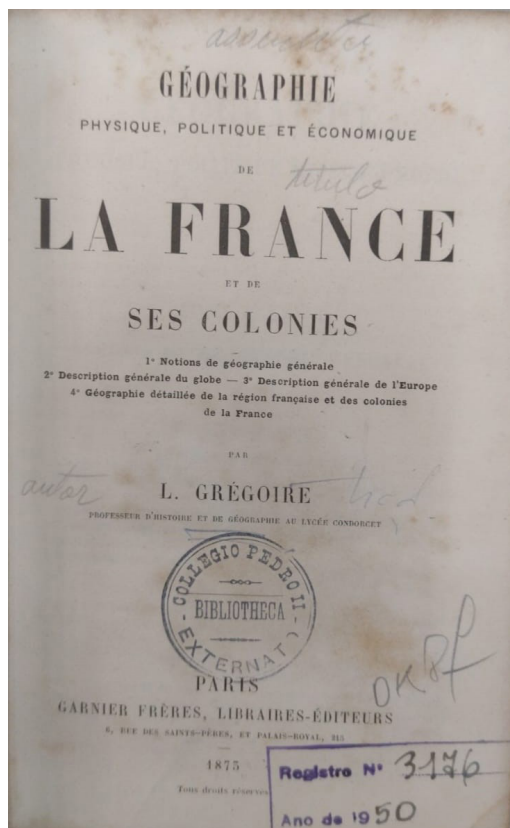 assunto
GÉOGRAPHIE
PHYSIQUE, POLITIQUE ET ÉCONOMIQUE
DE
titulo
LA FRANCE
ET DE
SES COLONIES
1° Notions de géographie générale
2° Description générale du globe — 3° Description générale de l'Europe
4° Géographie détaillée de la région française et des colonies
de la France
PAR
autor
L. GRÉGOIRE
PROFESSEUR D'HISTOIRE ET DE GÉOGRAPHIE AU LYCÉE CONDORCET
COLLEGIO PEDRO II
BIBLIOTHECA
EXTERNATO
OK
PARIS
GARNIER FRÈRES, LIBRAIRES-ÉDITEURS
6, RUE DES SAINTS-PÈRES, ET PALAIS-ROYAL, 215
1875
Tous droits réservés
Registro N° 3176
Ano de 1950